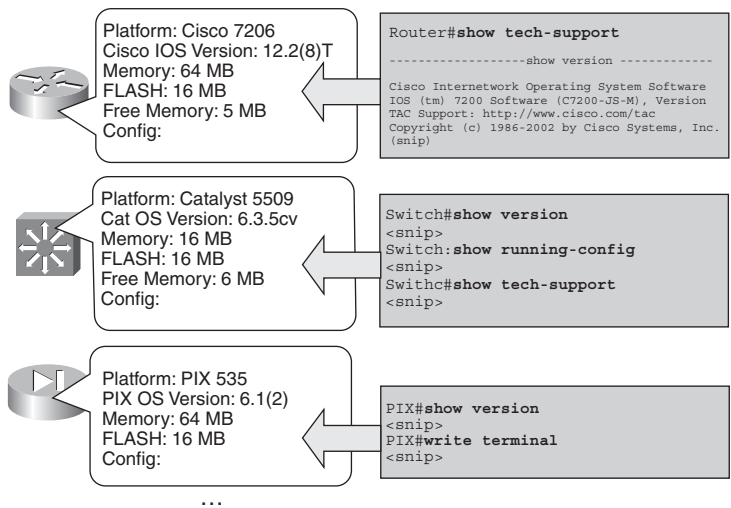 Platform: Cisco 7206
Cisco IOS Version: 12.2(8)T
Memory: 64 MB
FLASH: 16 MB
Free Memory: 5 MB
Config:
Router#show tech-support
-------------------show version -------------
Cisco Internetwork Operating System Software
IOS (tm) 7200 Software (C7200-JS-M), Version
TAC Support: http://www.cisco.com/tac
Copyright (c) 1986-2002 by Cisco Systems, Inc.
(snip)
Platform: Catalyst 5509
Cat OS Version: 6.3.5cv
Memory: 16 MB
FLASH: 16 MB
Free Memory: 6 MB
Config:
Switch#show version
<snip>
Switch:show running-config
<snip>
Swithc#show tech-support
<snip>
Platform: PIX 535
PIX OS Version: 6.1(2)
Memory: 64 MB
FLASH: 16 MB
Config:
PIX#show version
<snip>
PIX#write terminal
<snip>
...